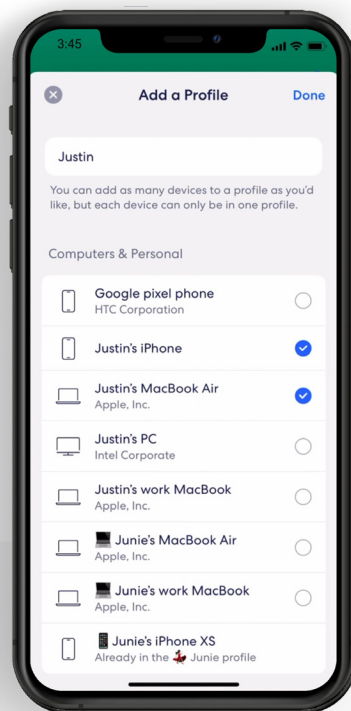 3:45
Add a Profile
Done
Justin
You can add as many devices to a profile as you'd
like, but each device can only be in one profile.
Computers & Personal
Google pixel phone
HTC Corporation
Justin's iPhone
Justin's MacBook Air
Apple, Inc.
Justin's PC
Intel Corporate
Justin's work MacBook
Apple, Inc.
💻 Junie's MacBook Air
Apple, Inc.
💻 Junie's work MacBook
Apple, Inc.
📱 Junie's iPhone XS
Already in the 💃 Junie profile